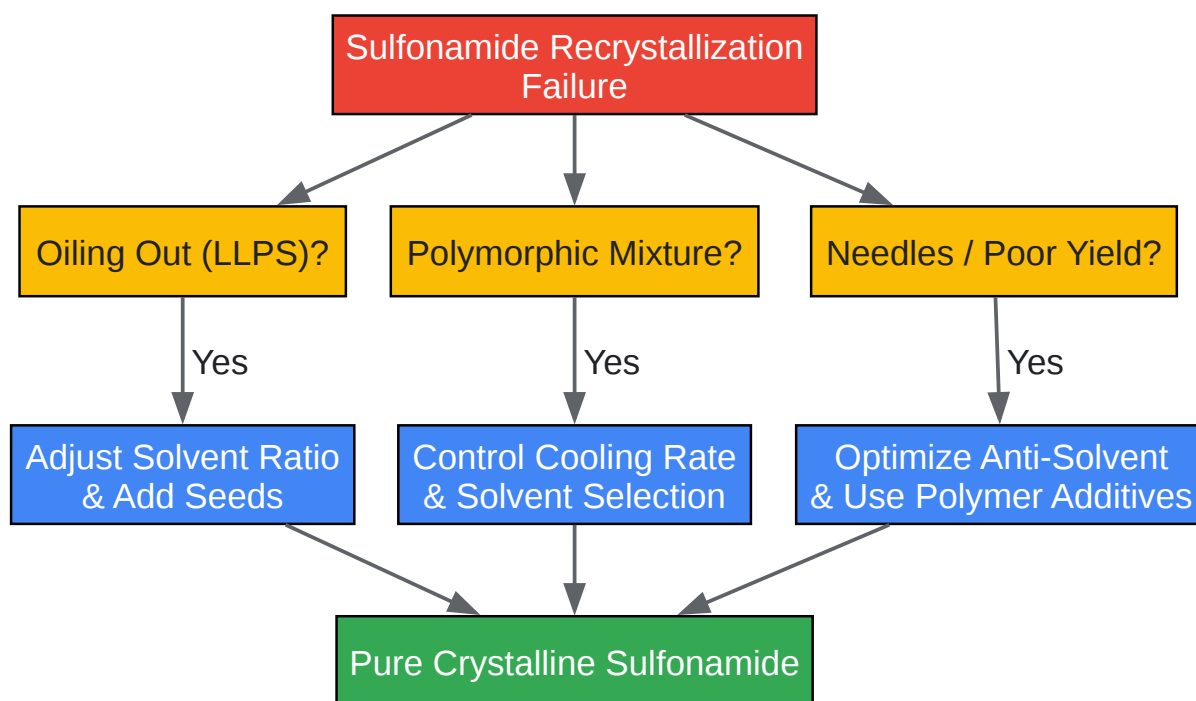 Sulfonamide Recrystallization
Failure
Oiling Out (LLPS)?
Polymorphic Mixture?
Needles / Poor Yield?
Yes
Yes
Yes
Adjust Solvent Ratio
& Add Seeds
Control Cooling Rate
& Solvent Selection
Optimize Anti-Solvent
& Use Polymer Additives
Pure Crystalline Sulfonamide